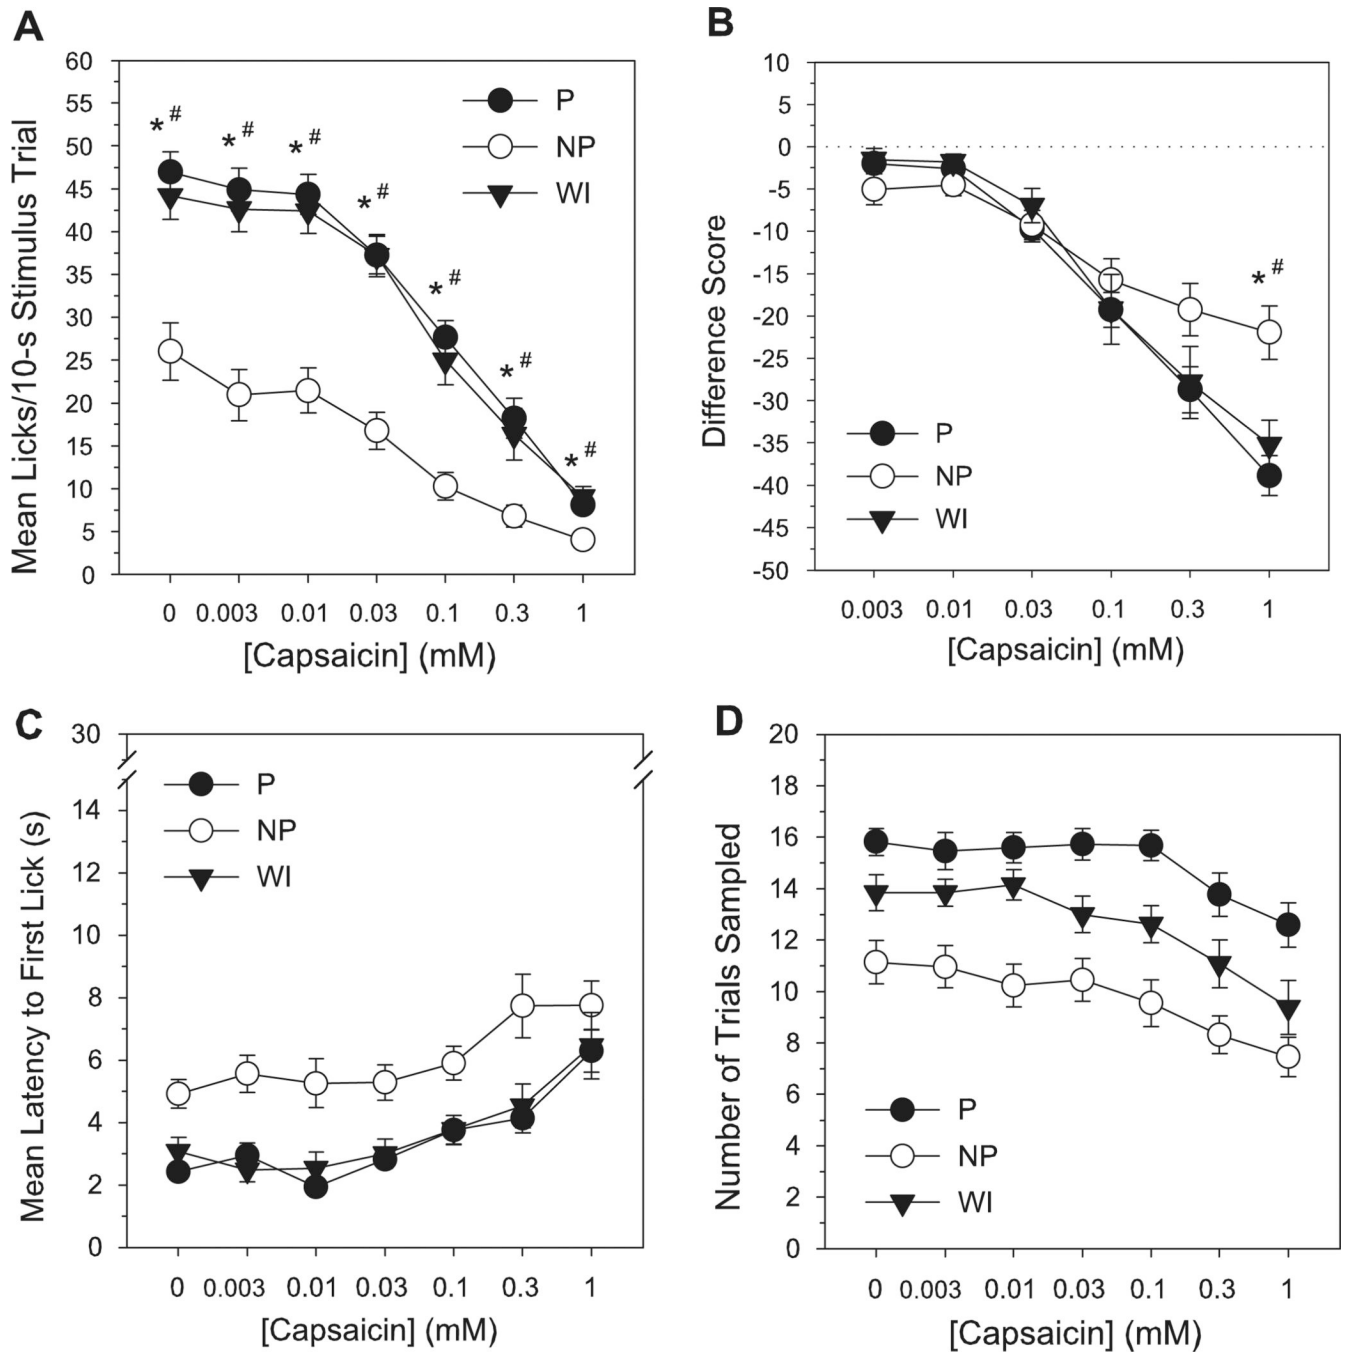 A
Mean Licks/10-s Stimulus Trial
60
55
50
45
40
35
30
25
20
15
10
5
0
*#
*#
*#
*#
*#
*#
*#
P
NP
WI
0 0.003 0.01 0.03 0.1 0.3 1
[Capsaicin] (mM)
B
Difference Score
10
5
0
-5
-10
-15
-20
-25
-30
-35
-40
-45
-50
*#
P
NP
WI
0.003 0.01 0.03 0.1 0.3 1
[Capsaicin] (mM)
C
Mean Latency to First Lick (s)
30
14
12
10
8
6
4
2
0
P
NP
WI
0 0.003 0.01 0.03 0.1 0.3 1
[Capsaicin] (mM)
D
Number of Trials Sampled
20
18
16
14
12
10
8
6
4
2
0
P
NP
WI
0 0.003 0.01 0.03 0.1 0.3 1
[Capsaicin] (mM)